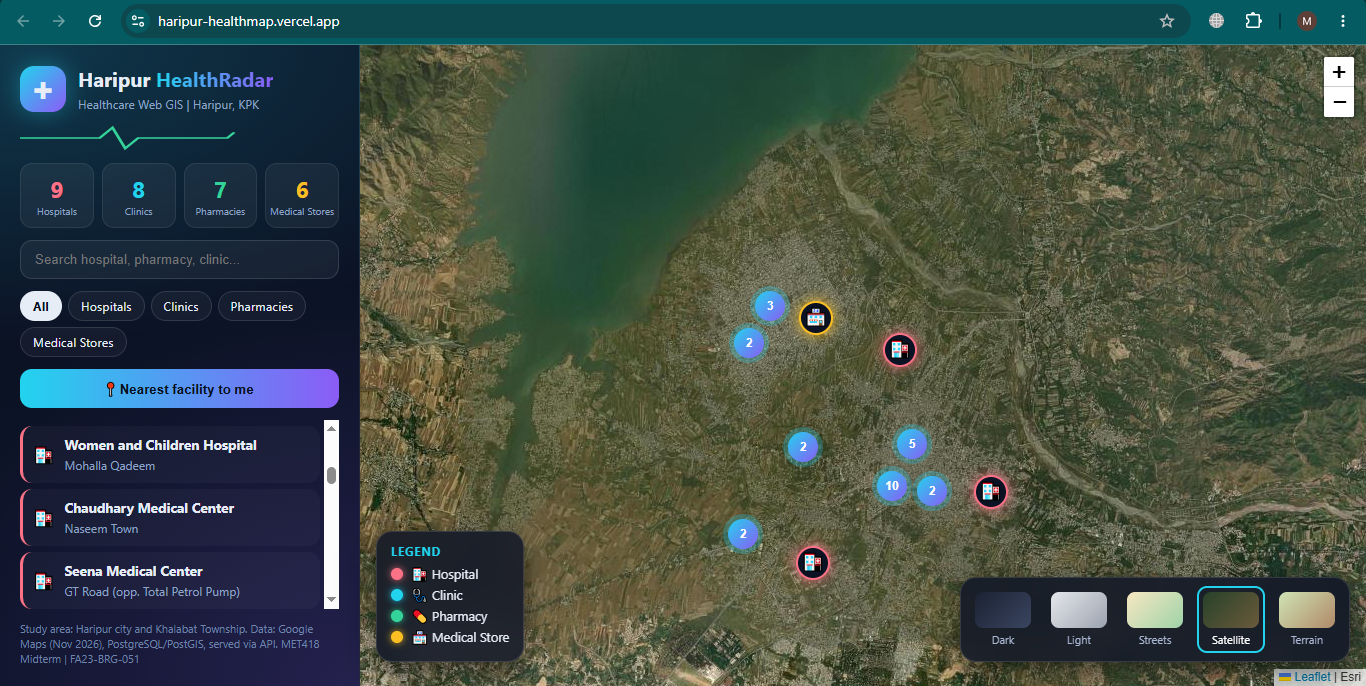 haripur-healthmap.vercel.app
M
Haripur HealthRadar
Healthcare Web GIS | Haripur, KPK
9
Hospitals
8
Clinics
7
Pharmacies
6
Medical Stores
Search hospital, pharmacy, clinic...
All
Hospitals
Clinics
Pharmacies
Medical Stores
Nearest facility to me
Women and Children Hospital
Mohalla Qadeem
Chaudhary Medical Center
Naseem Town
Seena Medical Center
GT Road (opp. Total Petrol Pump)
Study area: Haripur city and Khalabat Township. Data: Google
Maps (Nov 2026), PostgreSQL/PostGIS, served via API. MET418
Midterm | FA23-BRG-051
+
−
3
2
2
5
10
2
2
LEGEND
Hospital
Clinic
Pharmacy
Medical Store
Dark
Light
Streets
Satellite
Terrain
Leaflet | Esri